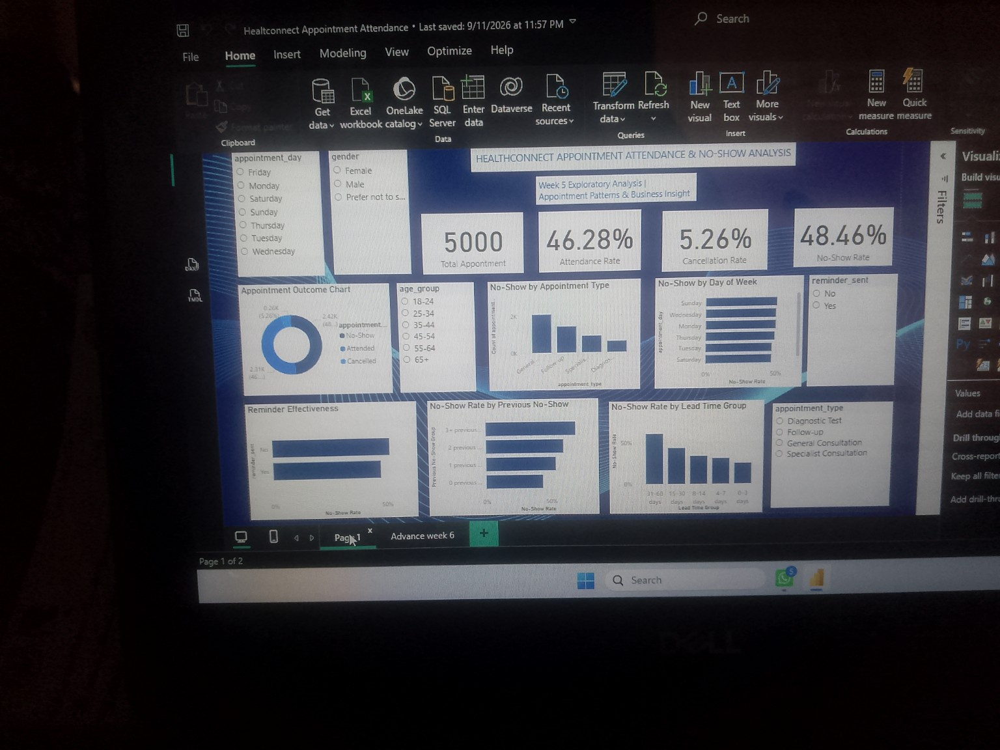 Healtconnect Appointment Attendance • Last saved: 9/11/2026 at 11:57 PM
Search
File Home Insert Modeling View Optimize Help
Cut
Copy
Format painter
Clipboard
Get data
Excel workbook
OneLake catalog
SQL Server
Enter data
Dataverse
Recent sources
Data
Transform data
Refresh
Queries
New visual
Text box
More visuals
Insert
New measure
Quick measure
Calculations
Sensitivity
appointment_day
Friday
Monday
Saturday
Sunday
Thursday
Tuesday
Wednesday
gender
Female
Male
Prefer not to s...
HEALTHCONNECT APPOINTMENT ATTENDANCE & NO-SHOW ANALYSIS
Week 5 Exploratory Analysis |
Appointment Patterns & Business Insight
5000
Total Appontment
46.28%
Attendance Rate
5.26%
Cancellation Rate
48.46%
No-Show Rate
Appointment Outcome Chart
0.26K
(5.26%)
2.42K
(48...)
2.31K
(46...)
appointment...
No-Show
Attended
Cancelled
age_group
18-24
25-34
35-44
45-54
55-64
65+
No-Show by Appointment Type
Count of appointment...
2K
0K
General...
Follow-up
Specialis...
Diagnos...
appointment_type
No-Show by Day of Week
appointment_day
Sunday
Wednesday
Monday
Thursday
Tuesday
Saturday
0% 50%
No-Show Rate
reminder_sent
No
Yes
Reminder Effectiveness
reminder_sent
No
Yes
0% 50%
No-Show Rate
No-Show Rate by Previous No-Show
Previous No-Show Group
3+ previous...
2 previous ...
1 previous ...
0 previous ...
0% 50%
No-Show Rate
No-Show Rate by Lead Time Group
No-Show Rate
50%
0%
31-60 days
15-30 days
8-14 days
4-7 days
0-3 days
Lead Time Group
appointment_type
Diagnostic Test
Follow-up
General Consultation
Specialist Consultation
Filters
Visualiz
Build visu
Py
Values
Add data fi
Drill throug
Cross-report
Keep all filte
Add drill-thro
DAX
TMDL
Page 1
Advance week 6
Page 1 of 2
Search
5
DELL